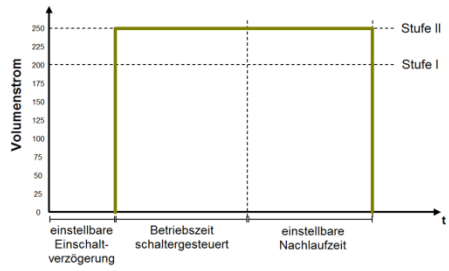 Volumenstrom
250
225
200
175
150
125
100
75
50
25
0
Stufe II
Stufe I
t
einstellbare
Einschalt-
verzögerung
Betriebszeit
schaltergesteuert
einstellbare
Nachlaufzeit